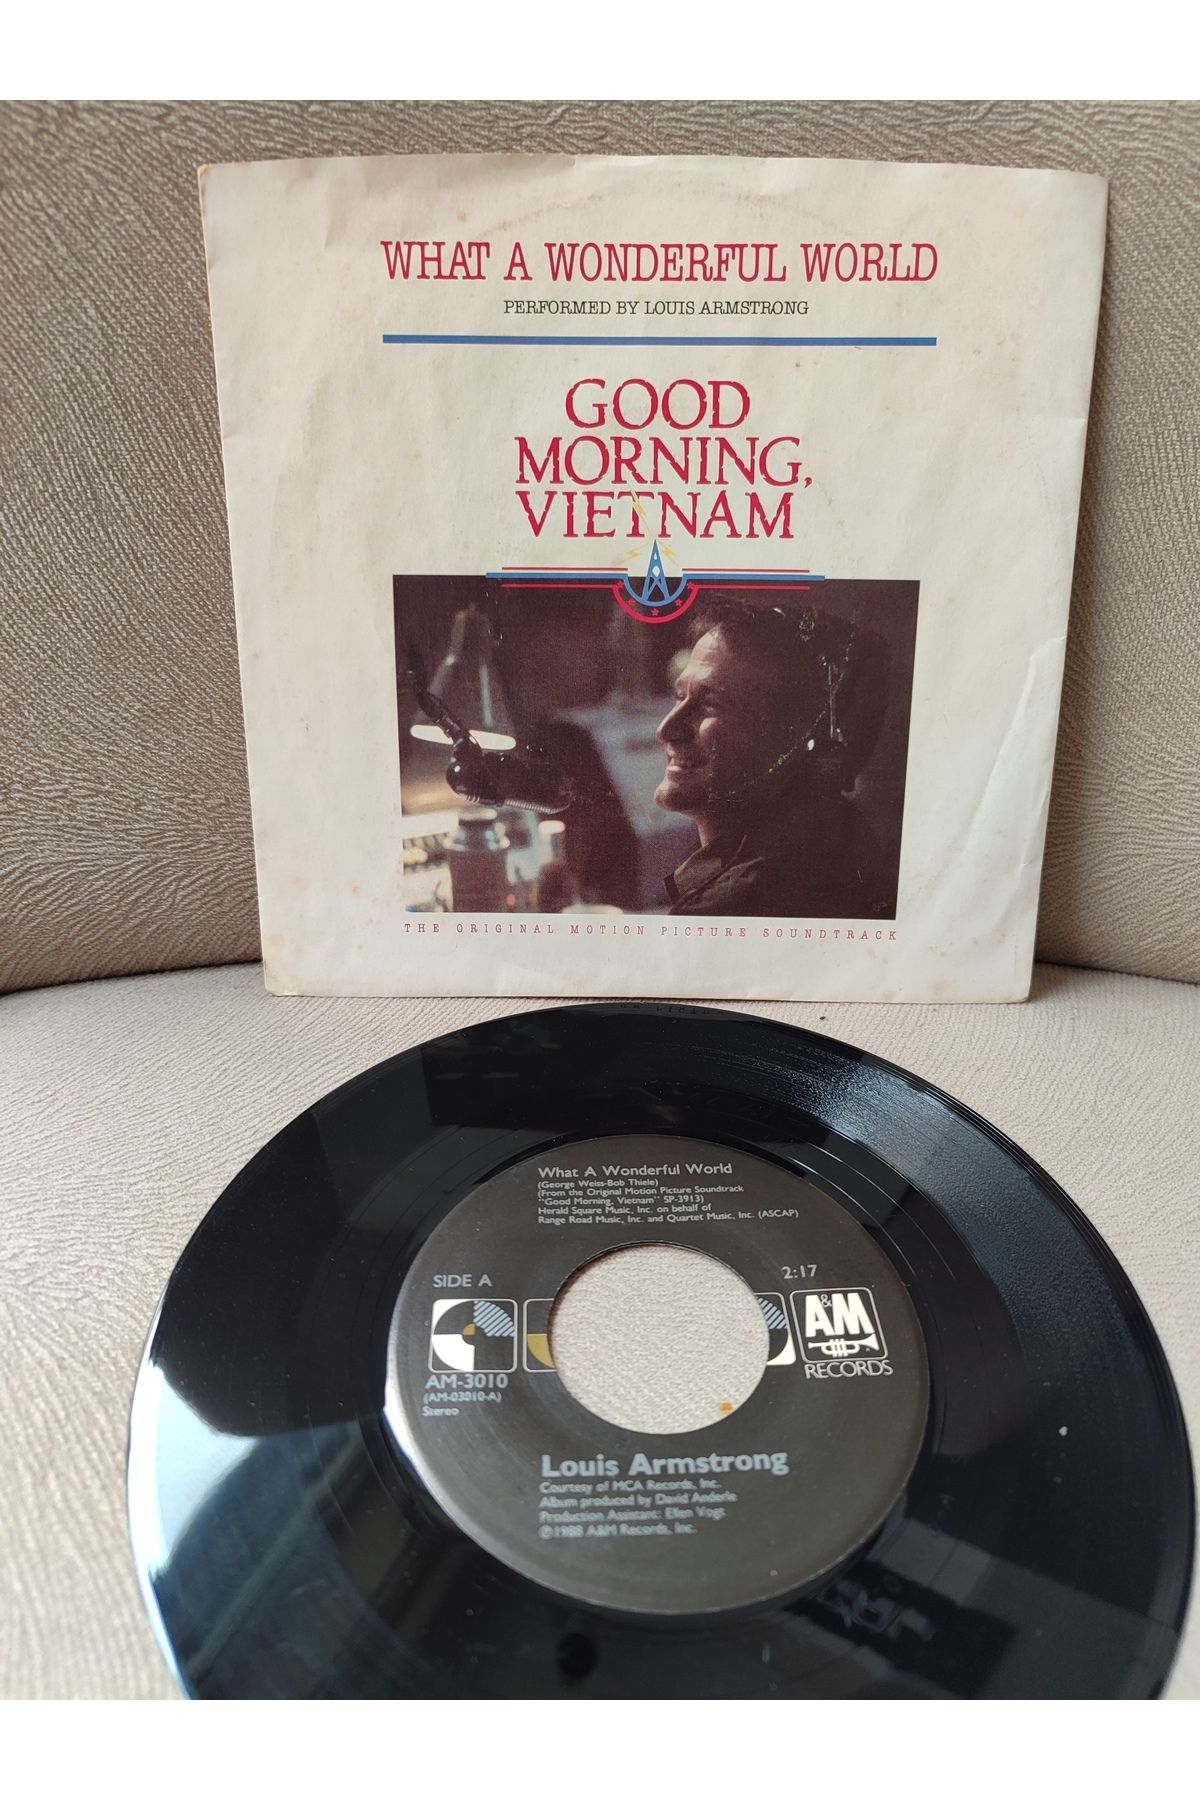 WHAT A WONDERFUL WORLD
PERFORMED BY LOUIS ARMSTRONG
GOOD
MORNING,
VIETNAM
THE ORIGINAL MOTION PICTURE SOUNDTRACK
What A Wonderful World
(George Weiss-Bob Thiele)
(From the Original Motion Picture Soundtrack
"Good Morning, Vietnam" SP-3913)
Herald Square Music, Inc. on behalf of
Range Road Music, Inc. and Quartet Music, Inc. (ASCAP)
SIDE A
2:17
A&M
RECORDS
AM-3010
(AM-03010-A)
Stereo
Louis Armstrong
Courtesy of MCA Records, Inc.
Album produced by David Anderle
Production Assistant: Ellen Vogt
©1988 A&M Records, Inc.